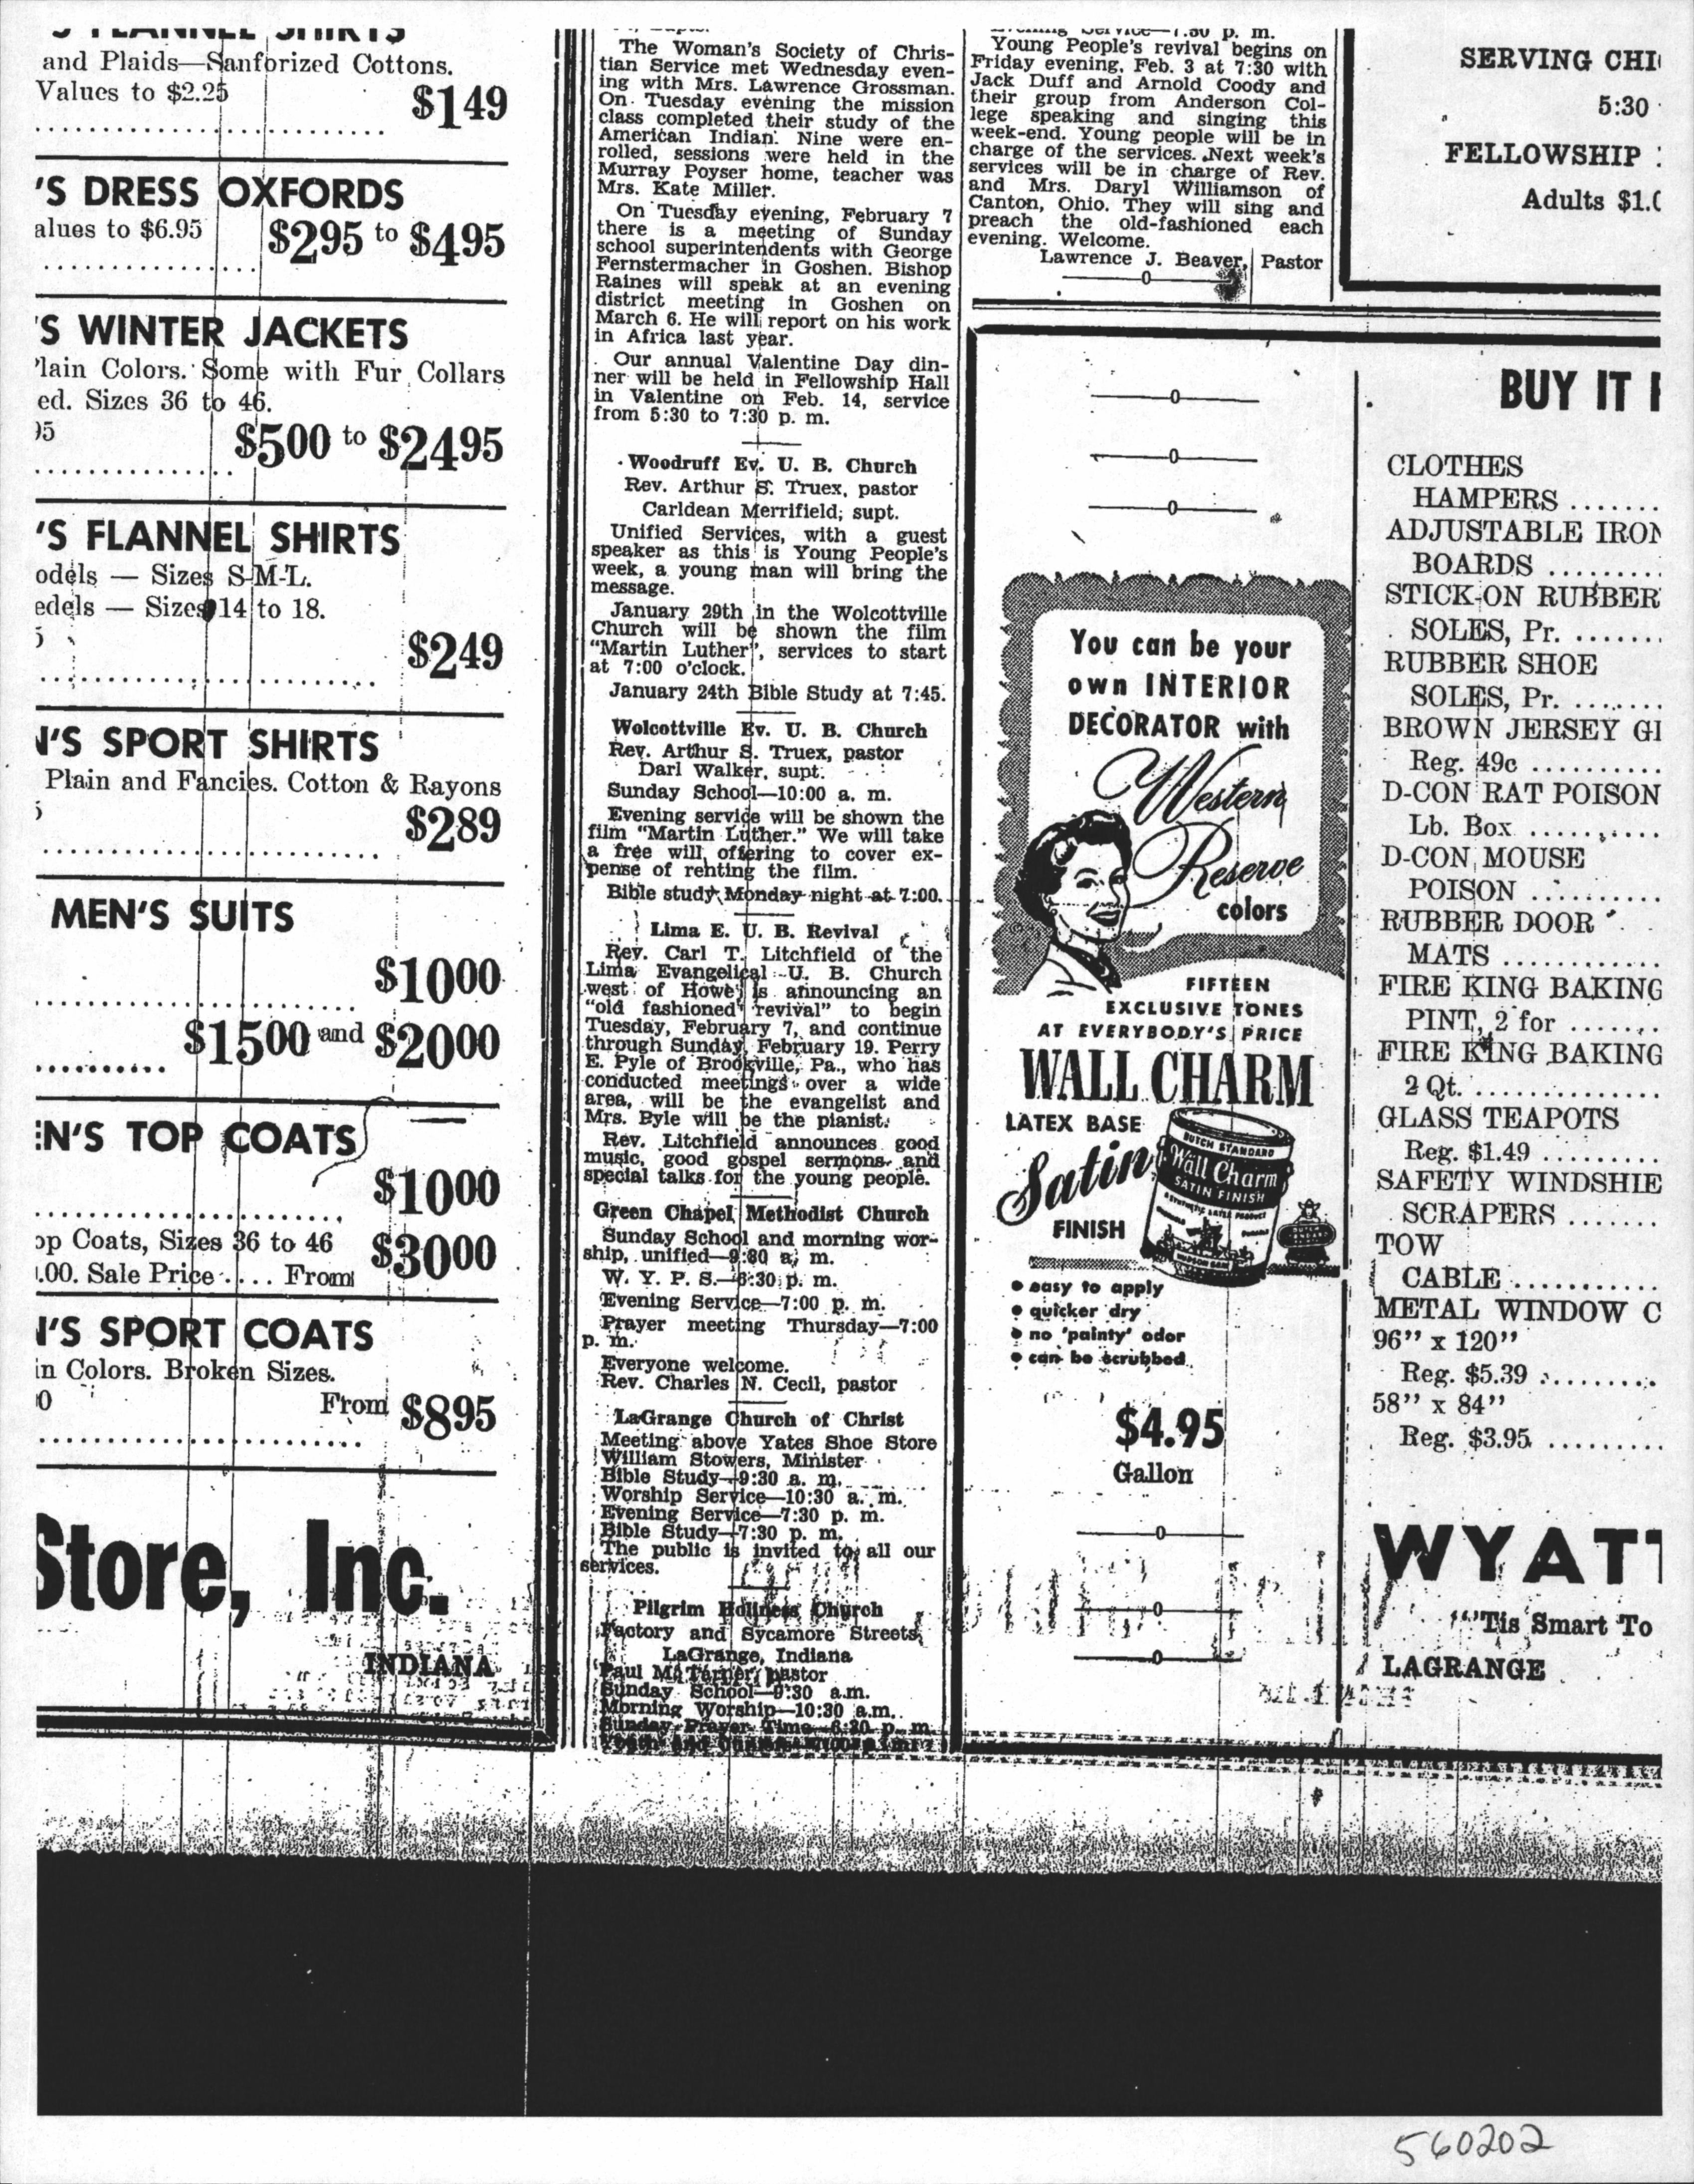 'S FLANNEL SHIRTS
and Plaids—Sanforized Cottons.
Values to $2.25
$149
'S DRESS OXFORDS
alues to $6.95 $295 to $495
'S WINTER JACKETS
Plain Colors. Some with Fur Collars
ed. Sizes 36 to 46.
95 $500 to $2495
'S FLANNEL SHIRTS
odels — Sizes S-M-L.
edels — Sizes 14 to 18.
$249
N'S SPORT SHIRTS
Plain and Fancies. Cotton & Rayons
$289
MEN'S SUITS
$1000
$1500 and $2000
EN'S TOP COATS
$1000
op Coats, Sizes 36 to 46
.00. Sale Price .... From $3000
N'S SPORT COATS
in Colors. Broken Sizes.
From $895
Store, Inc.
INDIANA
The Woman's Society of Chris-
tian Service met Wednesday even-
ing with Mrs. Lawrence Grossman.
On Tuesday evening the mission
class completed their study of the
American Indian. Nine were en-
rolled, sessions were held in the
Murray Poyser home, teacher was
Mrs. Kate Miller.
On Tuesday evening, February 7
there is a meeting of Sunday
school superintendents with George
Fernstermacher in Goshen. Bishop
Raines will speak at an evening
district meeting in Goshen on
March 6. He will report on his work
in Africa last year.
Our annual Valentine Day din-
ner will be held in Fellowship Hall
in Valentine on Feb. 14, service
from 5:30 to 7:30 p. m.
Woodruff Ev. U. B. Church
Rev. Arthur S. Truex, pastor
Carldean Merrifield, supt.
Unified Services, with a guest
speaker as this is Young People's
week, a young man will bring the
message.
January 29th in the Wolcottville
Church will be shown the film
"Martin Luther", services to start
at 7:00 o'clock.
January 24th Bible Study at 7:45.
Wolcottville Ev. U. B. Church
Rev. Arthur S. Truex, pastor
Darl Walker, supt.
Sunday School—10:00 a. m.
Evening service will be shown the
film "Martin Luther." We will take
a free will offering to cover ex-
pense of renting the film.
Bible study Monday night at 7:00.
Lima E. U. B. Revival
Rev. Carl T. Litchfield of the
Lima Evangelical U. B. Church
west of Howe is announcing an
"old fashioned revival" to begin
Tuesday, February 7, and continue
through Sunday, February 19. Perry
E. Pyle of Brookville, Pa., who has
conducted meetings over a wide
area, will be the evangelist and
Mrs. Byle will be the pianist.
Rev. Litchfield announces good
music, good gospel sermons and
special talks for the young people.
Green Chapel Methodist Church
Sunday School and morning wor-
ship, unified—9:30 a. m.
W. Y. P. S.—6:30 p. m.
Evening Service—7:00 p. m.
Prayer meeting Thursday—7:00
p. m.
Everyone welcome.
Rev. Charles N. Cecil, pastor
LaGrange Church of Christ
Meeting above Yates Shoe Store
William Stowers, Minister
Bible Study—9:30 a. m.
Worship Service—10:30 a. m.
Evening Service—7:30 p. m.
Bible Study—7:30 p. m.
The public is invited to all our
services.
Pilgrim Holiness Church
Factory and Sycamore Streets
LaGrange, Indiana
Paul M. Turner, pastor
Sunday School—9:30 a.m.
Morning Worship—10:30 a.m.
Sunday Prayer Time—6:30 p. m.
Evening Service—7:30 p. m.
Young People's revival begins on
Friday evening, Feb. 3 at 7:30 with
Jack Duff and Arnold Coody and
their group from Anderson Col-
lege speaking and singing this
week-end. Young people will be in
charge of the services. Next week's
services will be in charge of Rev.
and Mrs. Daryl Williamson of
Canton, Ohio. They will sing and
preach the old-fashioned each
evening. Welcome.
Lawrence J. Beaver, Pastor
You can be your
own INTERIOR
DECORATOR with
Western
Reserve
colors
FIFTEEN
EXCLUSIVE TONES
AT EVERYBODY'S PRICE
WALL CHARM
LATEX BASE
Satin
FINISH
DUTCH STANDARD
Wall Charm
SATIN FINISH
• easy to apply
• quicker dry
• no 'painty' odor
• can be scrubbed
$4.95
Gallon
SERVING CHI
5:30
FELLOWSHIP
Adults $1.0
BUY IT
CLOTHES
HAMPERS .......
ADJUSTABLE IRON
BOARDS .........
STICK-ON RUBBER
SOLES, Pr. .......
RUBBER SHOE
SOLES, Pr. ........
BROWN JERSEY GL
Reg. 49c ..........
D-CON RAT POISON
Lb. Box ..........
D-CON MOUSE
POISON ..........
RUBBER DOOR
MATS ............
FIRE KING BAKING
PINT, 2 for .......
FIRE KING BAKING
2 Qt. ..............
GLASS TEAPOTS
Reg. $1.49 .........
SAFETY WINDSHIE
SCRAPERS .......
TOW
CABLE ...........
METAL WINDOW C
96" x 120"
Reg. $5.39 .........
58" x 84"
Reg. $3.95 .........
WYATT
"'Tis Smart To
LAGRANGE
560202